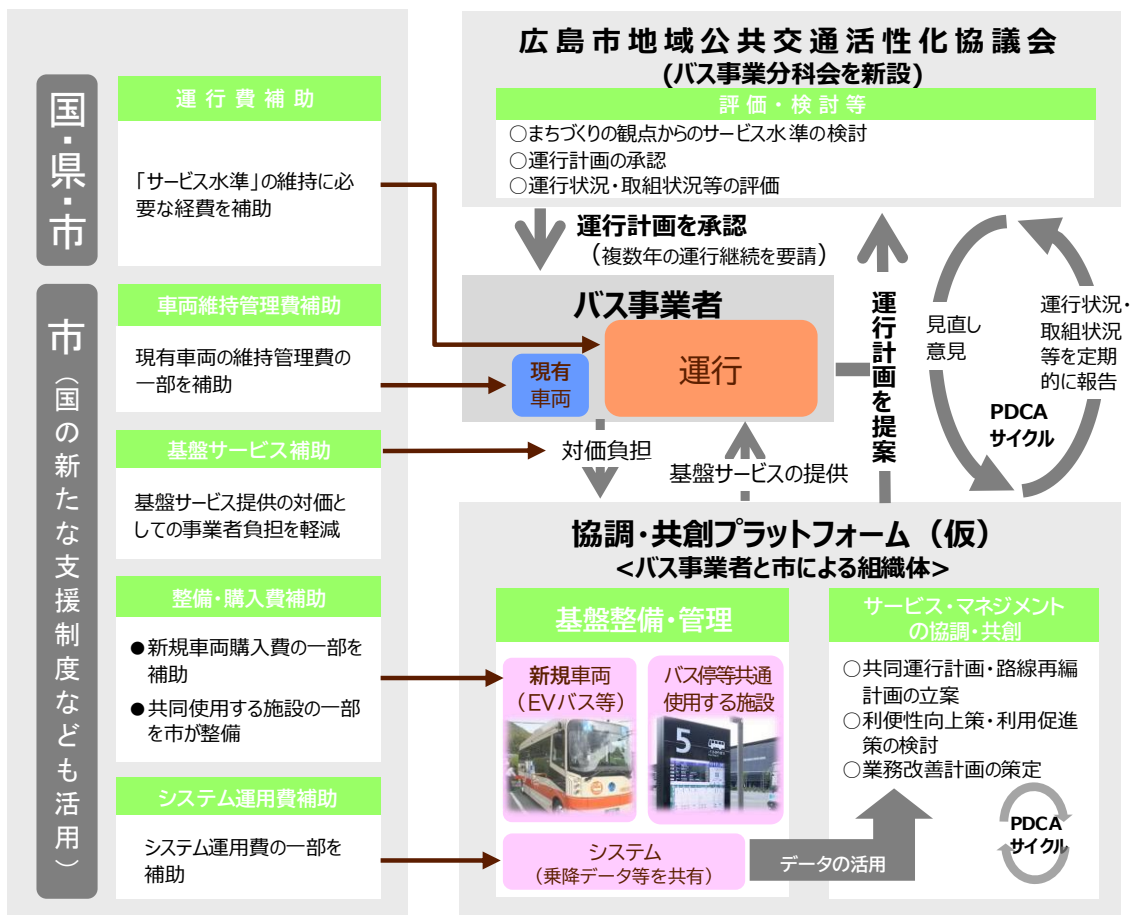 国・県・市
運行費補助
「サービス水準」の維持に必
要な経費を補助
市（国の新たな支援制度なども活用）
車両維持管理費補助
現有車両の維持管理費の
一部を補助
基盤サービス補助
基盤サービス提供の対価と
しての事業者負担を軽減
整備・購入費補助
●新規車両購入費の一部を
補助
●共同使用する施設の一部
を市が整備
システム運用費補助
システム運用費の一部を
補助
広島市地域公共交通活性化協議会
(バス事業分科会を新設)
評価・検討等
○まちづくりの観点からのサービス水準の検討
○運行計画の承認
○運行状況・取組状況等の評価
運行計画を承認
（複数年の運行継続を要請）
バス事業者
現有
車両
運行
対価負担
基盤サービスの提供
運行計画を提案
見直し
意見
運行状況・
取組状況
等を定期
的に報告
PDCA
サイクル
協調・共創プラットフォーム（仮）
<バス事業者と市による組織体>
基盤整備・管理
新規車両
（EVバス等）
バス停等共通
使用する施設
5
システム
（乗降データ等を共有）
データの活用
サービス・マネジメント
の協調・共創
○共同運行計画・路線再編
計画の立案
○利便性向上策・利用促進
策の検討
○業務改善計画の策定
PDCA
サイクル